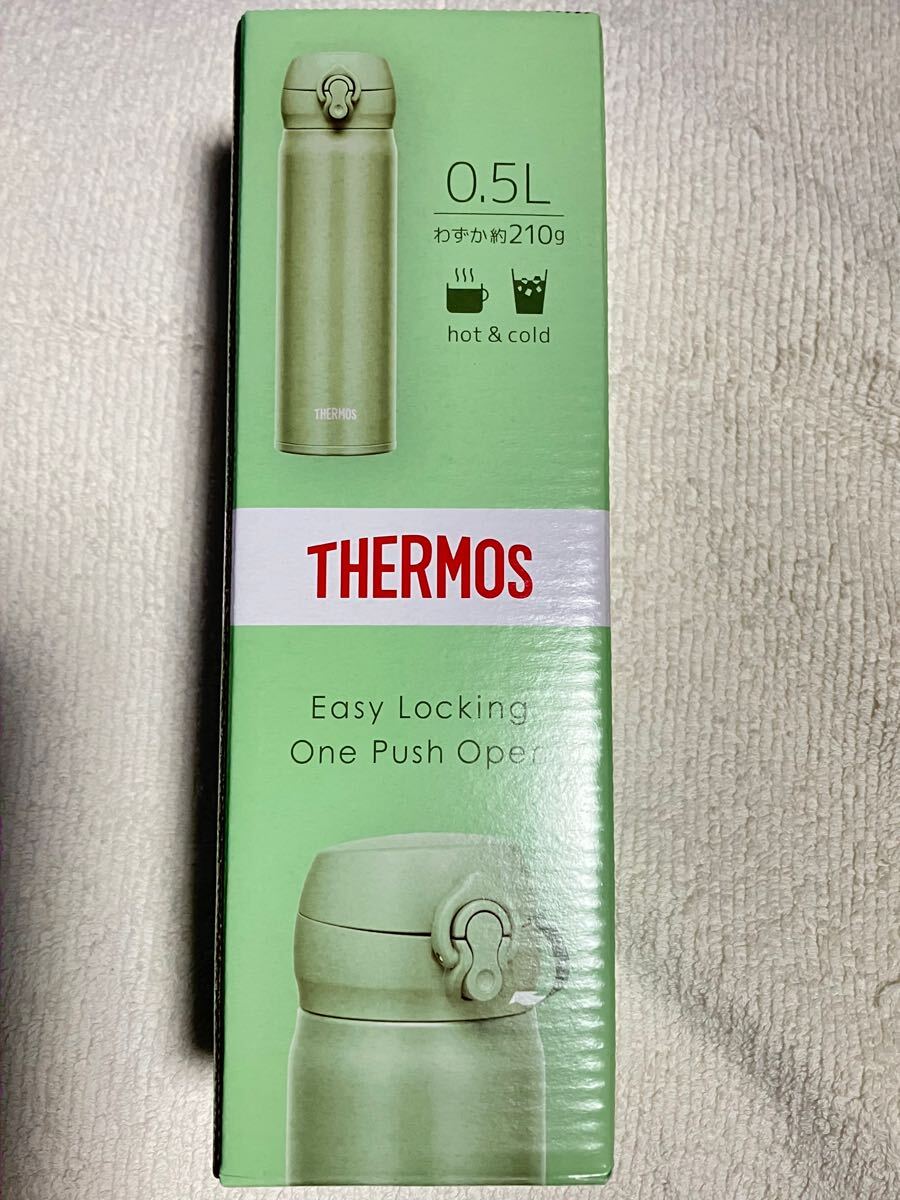 0.5L
わずか約210g
hot & cold
THERMOS
THERMOS
Easy Locking
One Push Open